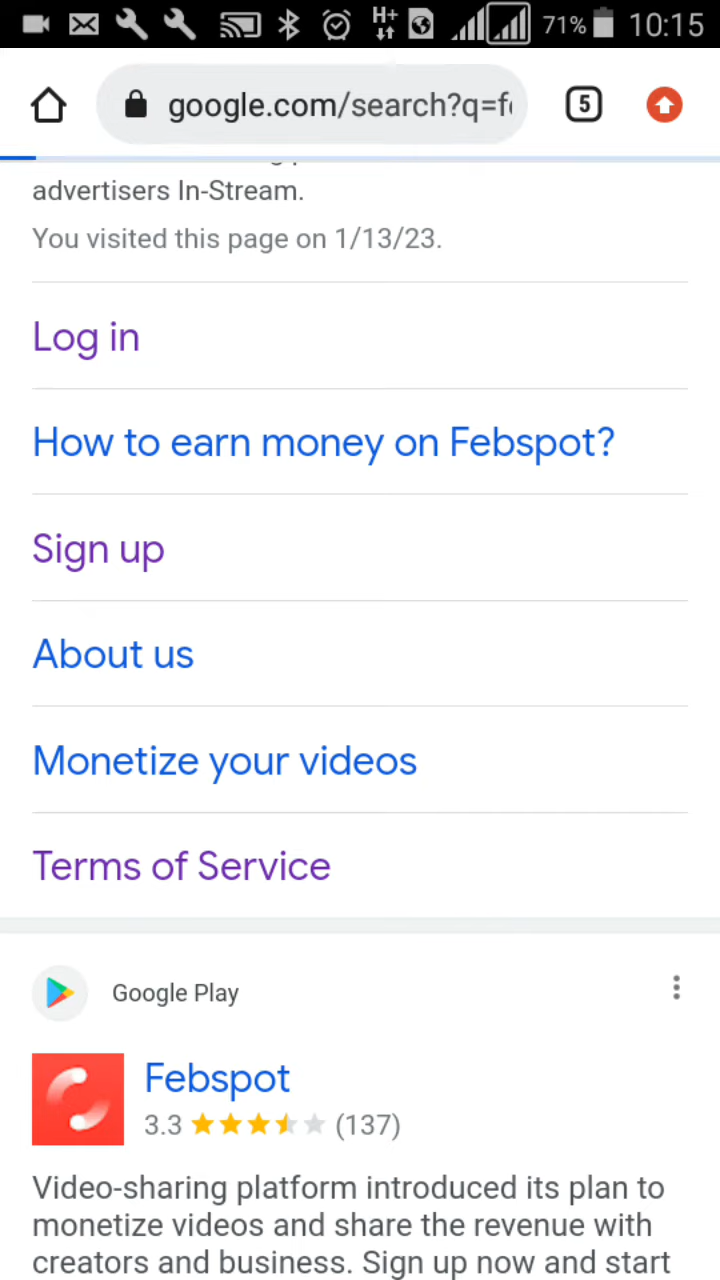 H+
71%
10:15
google.com/search?q=f
5
advertisers In-Stream.
You visited this page on 1/13/23.
Log in
How to earn money on Febspot?
Sign up
About us
Monetize your videos
Terms of Service
Google Play
Febspot
3.3 (137)
Video-sharing platform introduced its plan to
monetize videos and share the revenue with
creators and business. Sign up now and start